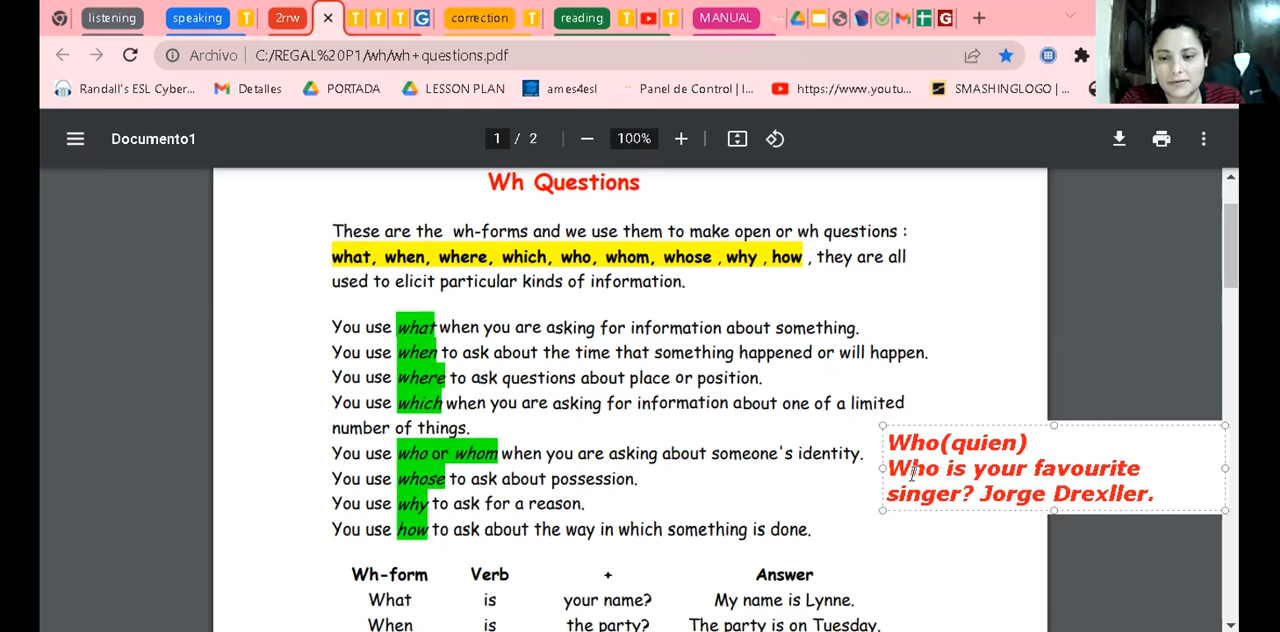 listening
speaking
2rrw
correction
reading
MANUAL
Archivo
C:/REGAL%20P1/wh/wh+questions.pdf
Randall's ESL Cyber...
Detalles
PORTADA
LESSON PLAN
ames4esl
Panel de Control | I...
https://www.youtu...
SMASHINGLOGO | ...
Documento1
1 / 2
100%
Wh Questions
These are the wh-forms and we use them to make open or wh questions :
what, when, where, which, who, whom, whose , why , how , they are all
used to elicit particular kinds of information.
You use what when you are asking for information about something.
You use when to ask about the time that something happened or will happen.
You use where to ask questions about place or position.
You use which when you are asking for information about one of a limited
number of things.
You use who or whom when you are asking about someone's identity.
You use whose to ask about possession.
You use why to ask for a reason.
You use how to ask about the way in which something is done.
Who(quien)
Who is your favourite
singer? Jorge Drexller.
Wh-form Verb + Answer
What is your name? My name is Lynne.
When is the party? The party is on Tuesday.